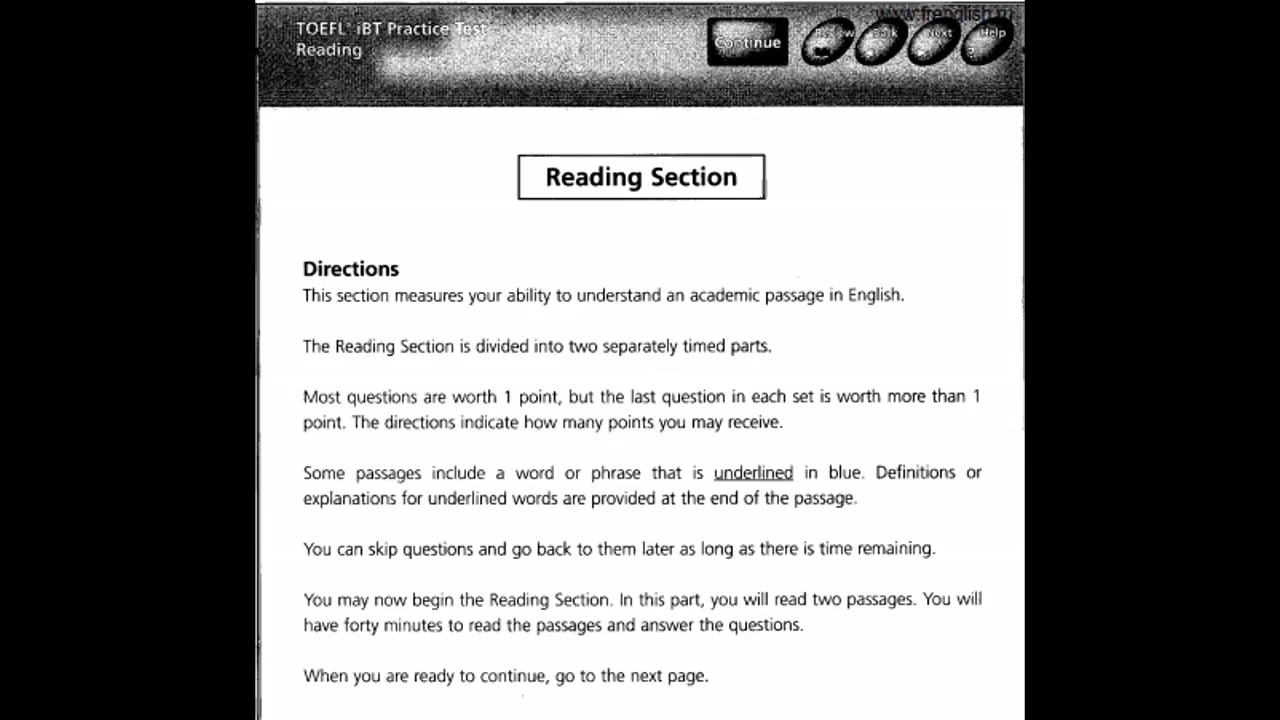 www.frenglish.ru
TOEFL® iBT Practice Test
Reading
Continue
Review
Back
Next
Help
Reading Section
Directions
This section measures your ability to understand an academic passage in English.
The Reading Section is divided into two separately timed parts.
Most questions are worth 1 point, but the last question in each set is worth more than 1
point. The directions indicate how many points you may receive.
Some passages include a word or phrase that is underlined in blue. Definitions or
explanations for underlined words are provided at the end of the passage.
You can skip questions and go back to them later as long as there is time remaining.
You may now begin the Reading Section. In this part, you will read two passages. You will
have forty minutes to read the passages and answer the questions.
When you are ready to continue, go to the next page.